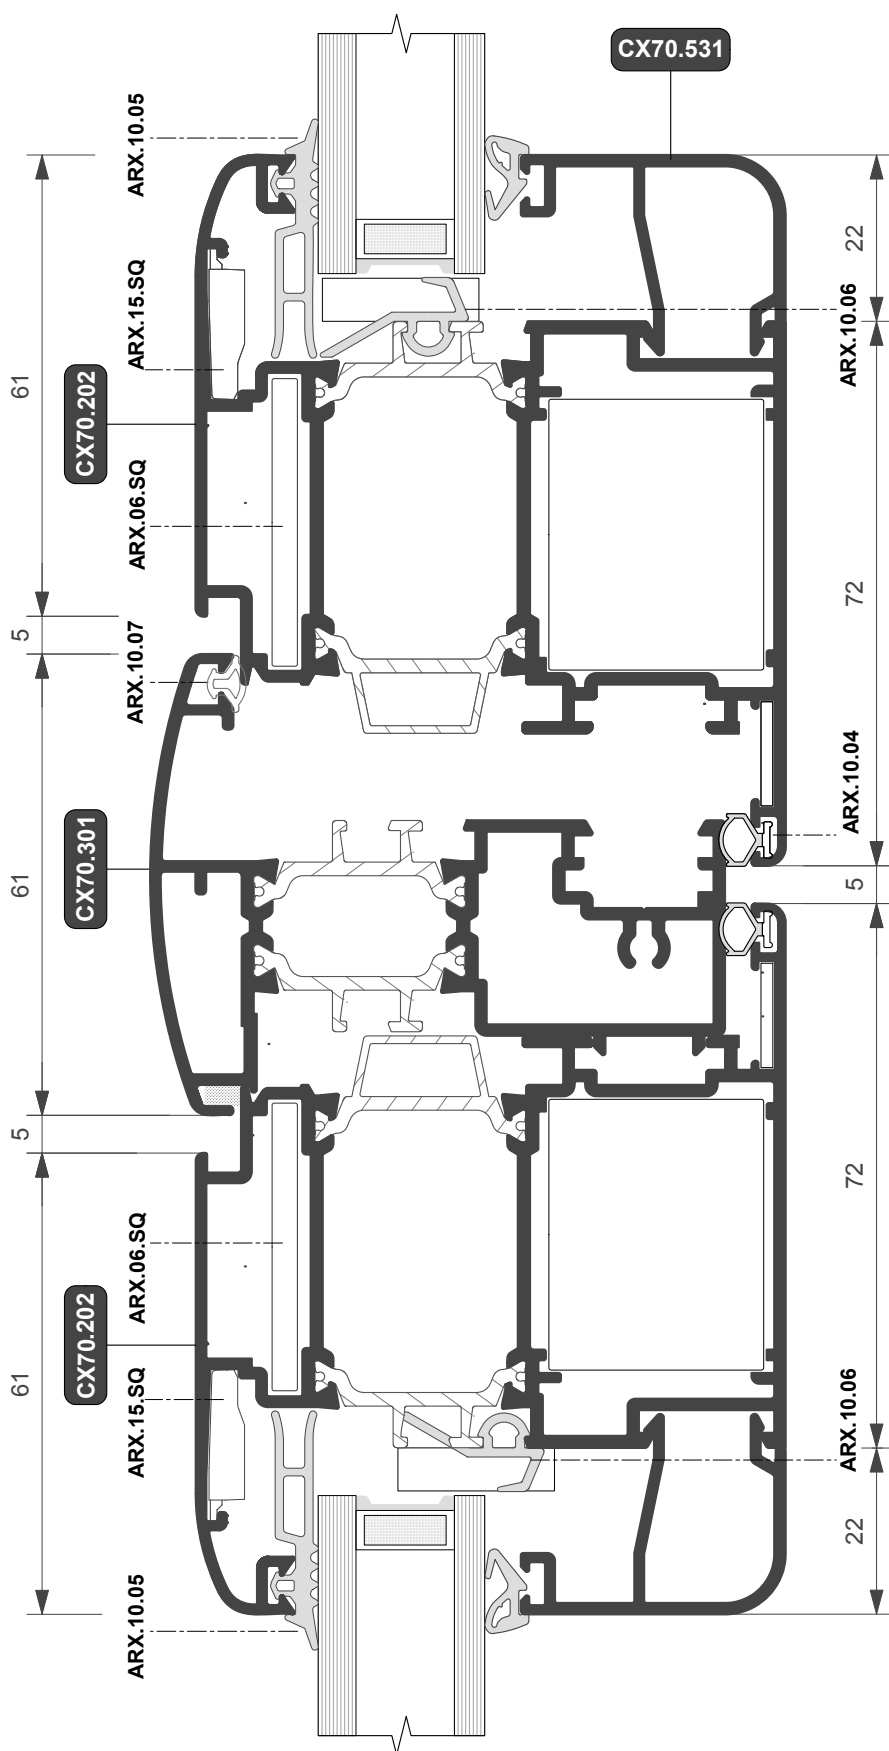 CX70.531
ARX.10.05
22
ARX.15.SQ
ARX.10.06
61
CX70.202
ARX.06.SQ
72
5
ARX.10.07
ARX.10.04
CX70.301
61
5
5
ARX.06.SQ
72
CX70.202
61
ARX.15.SQ
ARX.10.06
22
ARX.10.05